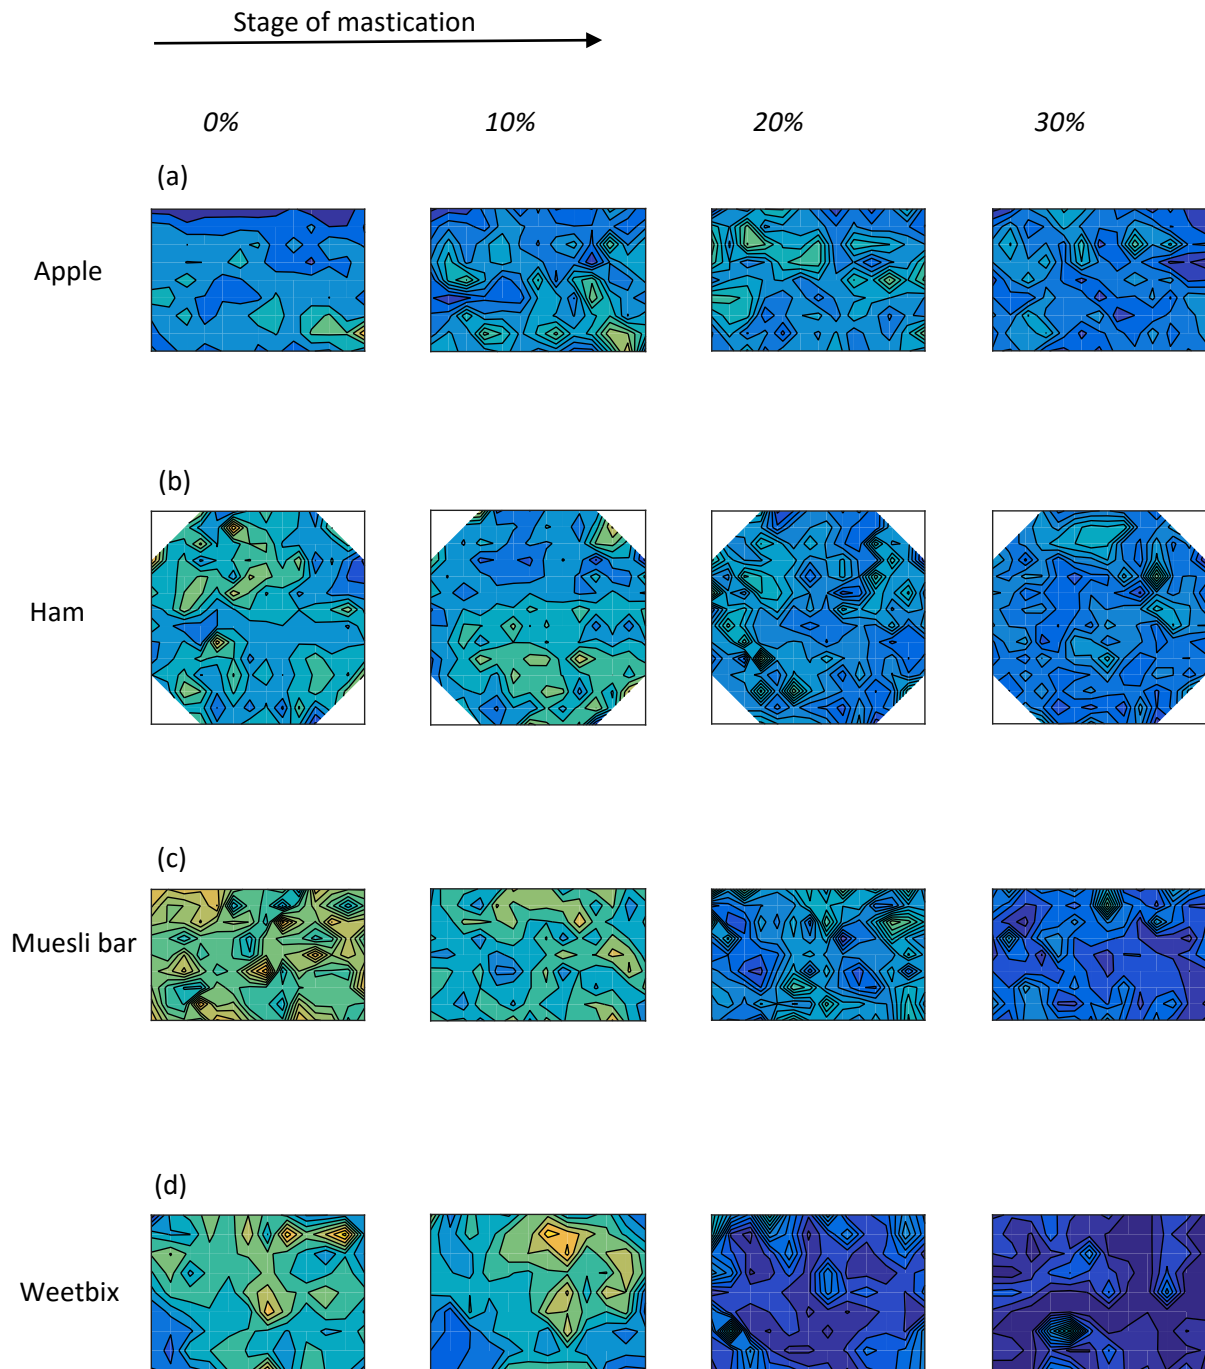 Stage of mastication
0% 10% 20% 30%
(a)
Apple
(b)
Ham
(c)
Muesli bar
(d)
Weetbix